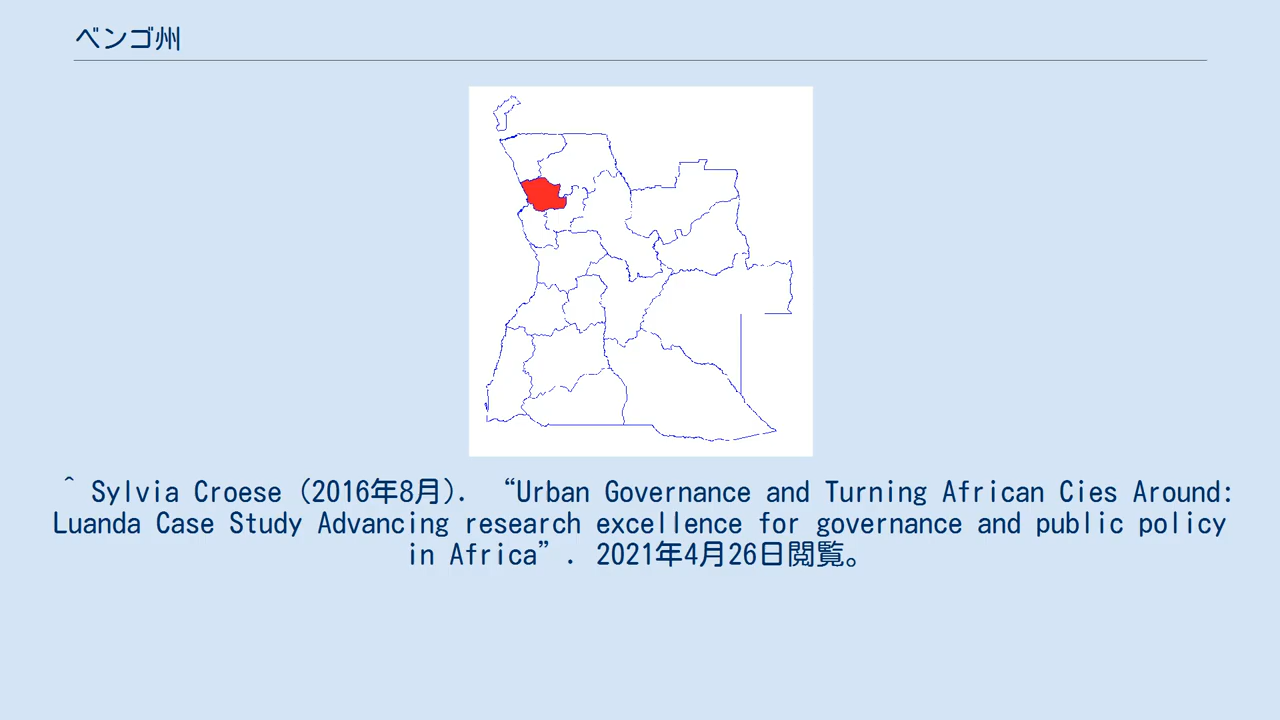 ベンゴ州
^ Sylvia Croese (2016年8月). “Urban Governance and Turning African Cies Around:
Luanda Case Study Advancing research excellence for governance and public policy
in Africa”. 2021年4月26日閲覧。